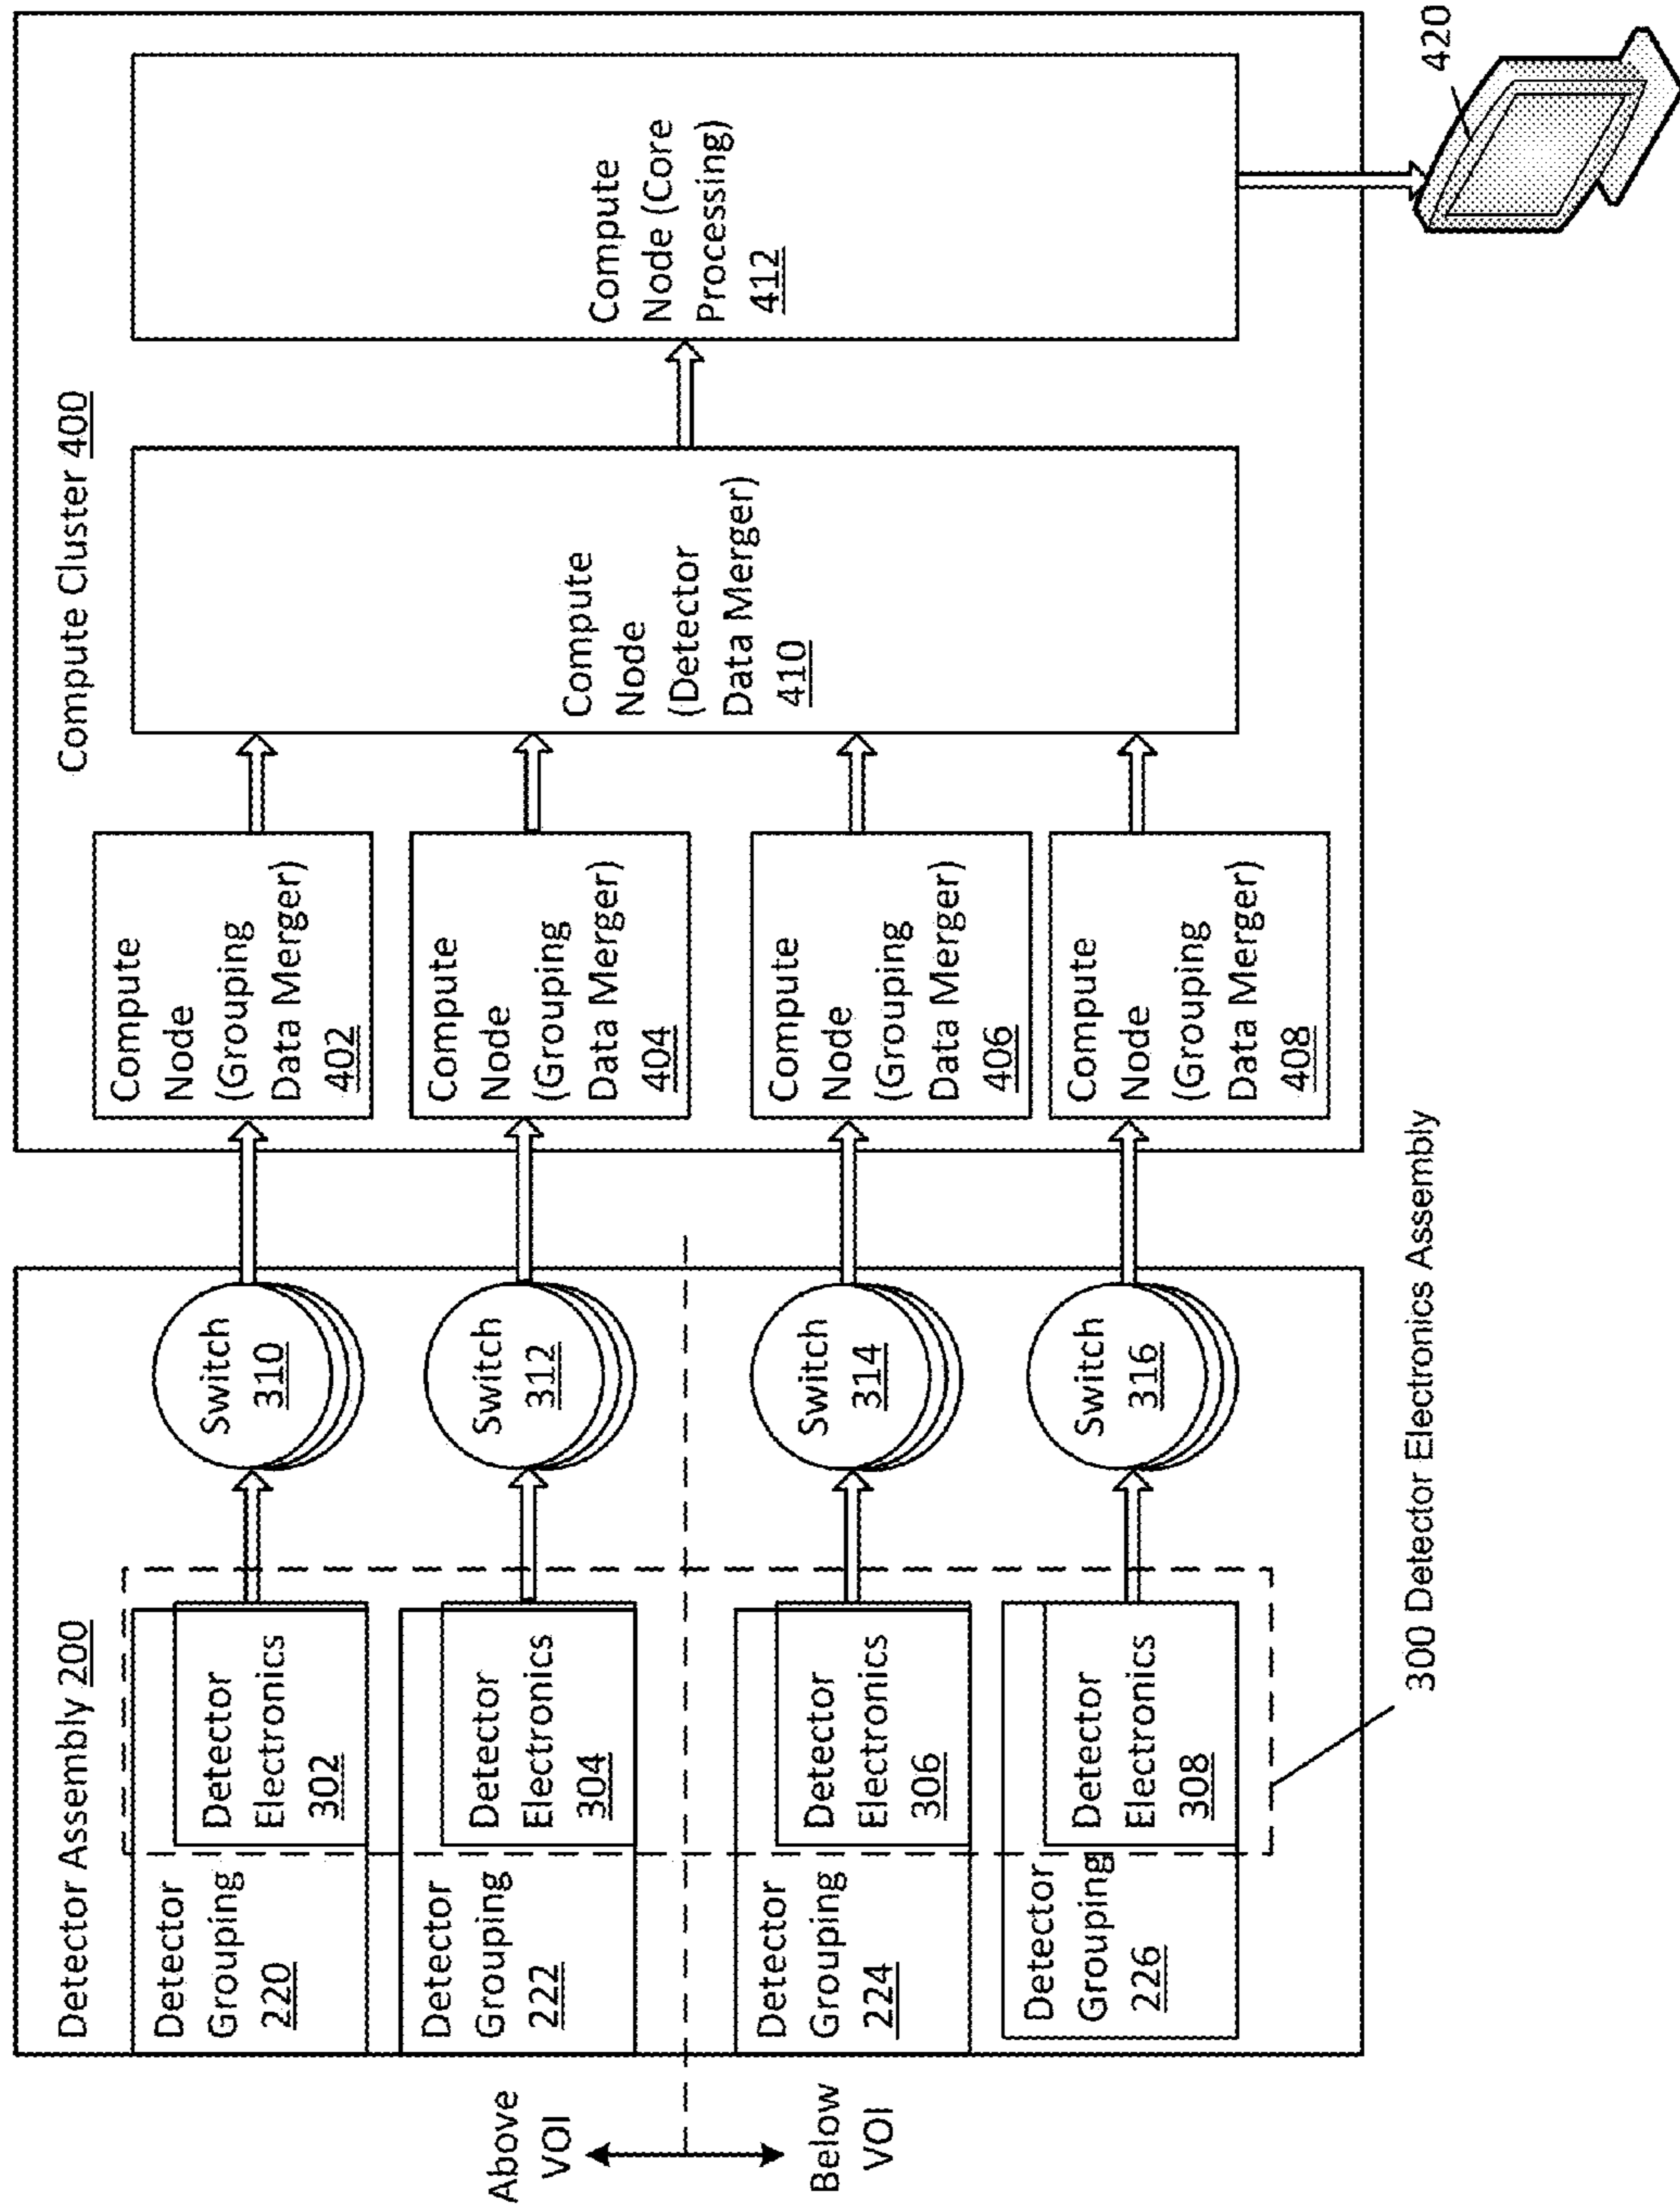 Detector Assembly 200
Compute Cluster 400
Detector
Grouping
220
Detector
Electronics
302
Switch
310
Compute
Node
(Grouping
Data Merger)
402
Detector
Grouping
222
Detector
Electronics
304
Switch
312
Compute
Node
(Grouping
Data Merger)
404
Above
VOI
Below
VOI
Detector
Grouping
224
Detector
Electronics
306
Switch
314
Compute
Node
(Grouping
Data Merger)
406
Detector
Grouping
226
Detector
Electronics
308
Switch
316
Compute
Node
(Grouping
Data Merger)
408
Compute
Node
(Detector
Data Merger)
410
Compute
Node (Core
Processing)
412
420
300 Detector Electronics Assembly